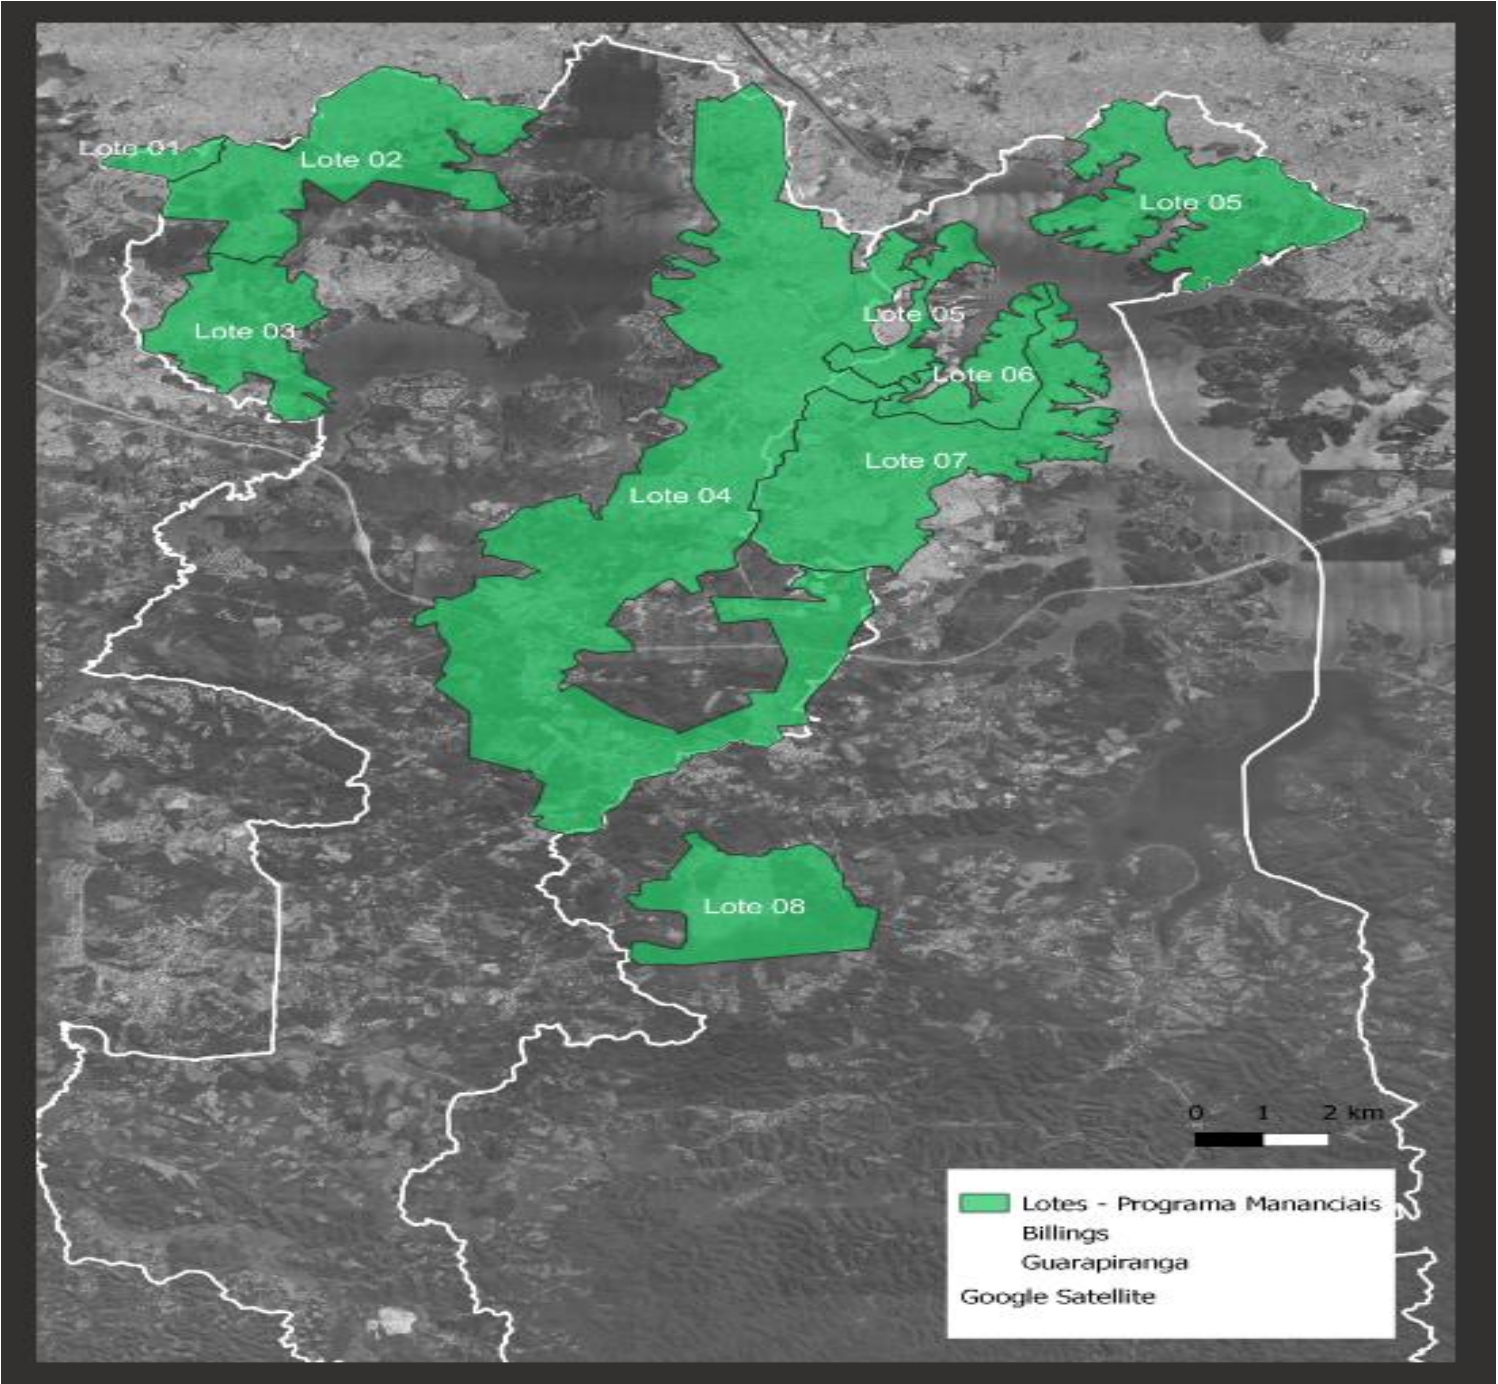 Lote 01
Lote 02
Lote 05
Lote 03
Lote 05
Lote 06
Lote 07
Lote 04
Lote 08
0 1 2 km
Lotes - Programa Mananciais
Billings
Guarapiranga
Google Satellite